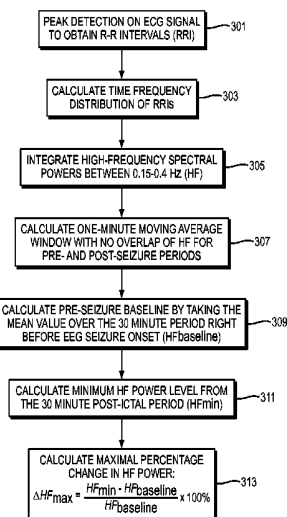 PEAK DETECTION ON ECG SIGNAL
TO OBTAIN R-R INTERVALS (RRI)
301
CALCULATE TIME FREQUENCY
DISTRIBUTION OF RRIs
303
INTEGRATE HIGH-FREQUENCY SPECTRAL
POWERS BETWEEN 0.15-0.4 Hz (HF)
305
CALCULATE ONE-MINUTE MOVING AVERAGE
WINDOW WITH NO OVERLAP OF HF FOR
PRE- AND POST-SEIZURE PERIODS
307
CALCULATE PRE-SEIZURE BASELINE BY TAKING THE
MEAN VALUE OVER THE 30 MINUTE PERIOD RIGHT
BEFORE EEG SEIZURE ONSET (HFbaseline)
309
CALCULATE MINIMUM HF POWER LEVEL FROM
THE 30 MINUTE POST-ICTAL PERIOD (HFmin)
311
CALCULATE MAXIMAL PERCENTAGE
CHANGE IN HF POWER:
ΔHFmax = HFmin - HFbaseline / HFbaseline x 100%
313